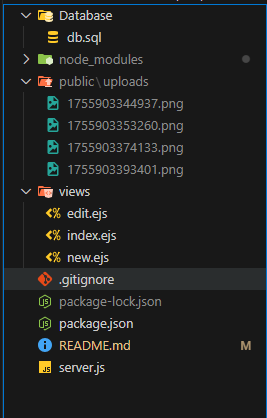 Database
db.sql
node_modules
public\uploads
1755903344937.png
1755903353260.png
1755903374133.png
1755903393401.png
views
edit.ejs
index.ejs
new.ejs
.gitignore
package-lock.json
package.json
README.md M
server.js